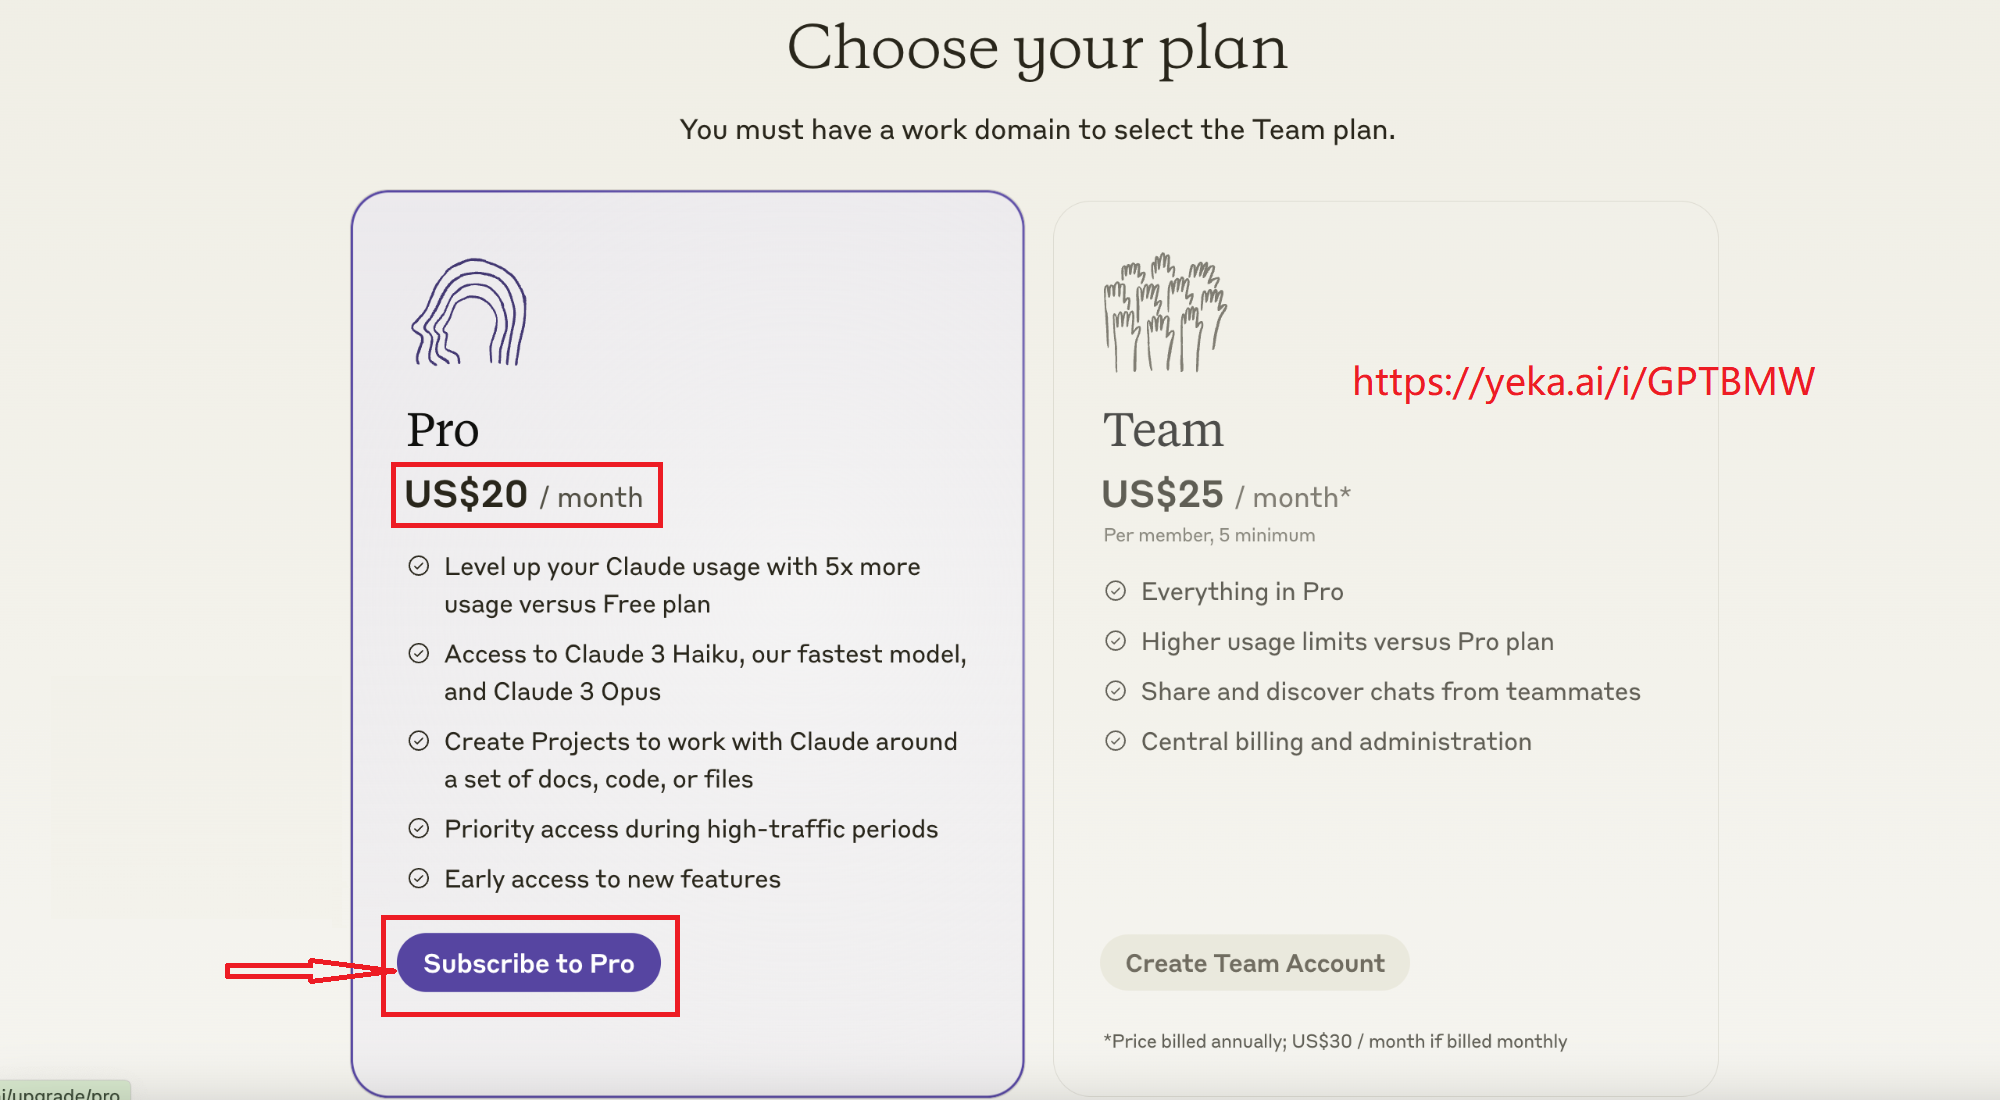 Choose your plan
You must have a work domain to select the Team plan.
Pro
US$20 / month
Level up your Claude usage with 5x more
usage versus Free plan
Access to Claude 3 Haiku, our fastest model,
and Claude 3 Opus
Create Projects to work with Claude around
a set of docs, code, or files
Priority access during high-traffic periods
Early access to new features
Subscribe to Pro
https://yeka.ai/i/GPTBMW
Team
US$25 / month*
Per member, 5 minimum
Everything in Pro
Higher usage limits versus Pro plan
Share and discover chats from teammates
Central billing and administration
Create Team Account
*Price billed annually; US$30 / month if billed monthly
i/upgrade/pro